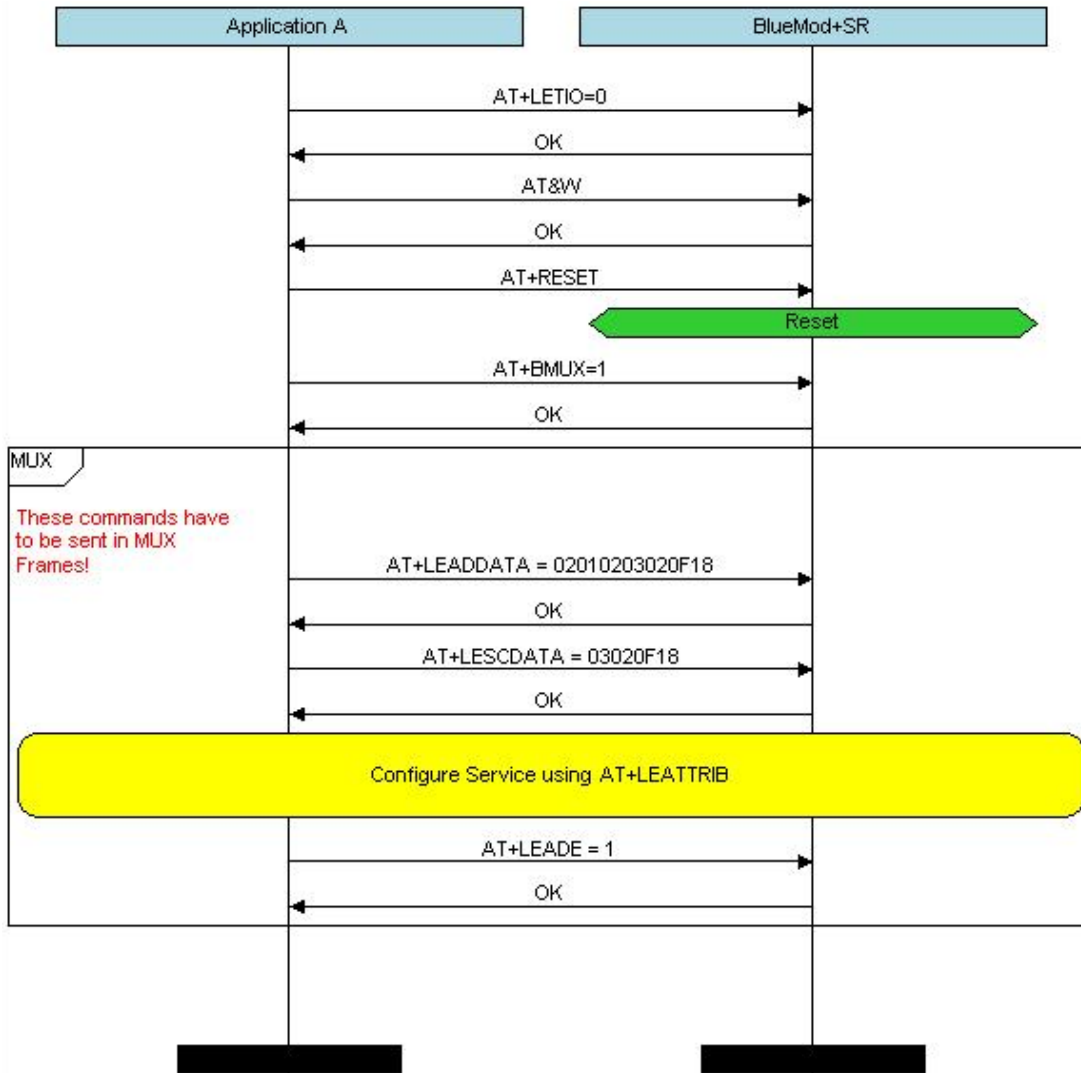 Application A
BlueMod+SR
AT+LETIO=0
OK
AT&W
OK
AT+RESET
Reset
AT+BMUX=1
OK
MUX
These commands have
to be sent in MUX
Frames!
AT+LEADDATA = 02010203020F18
OK
AT+LESCDATA = 03020F18
OK
Configure Service using AT+LEATTRIB
AT+LEADE = 1
OK